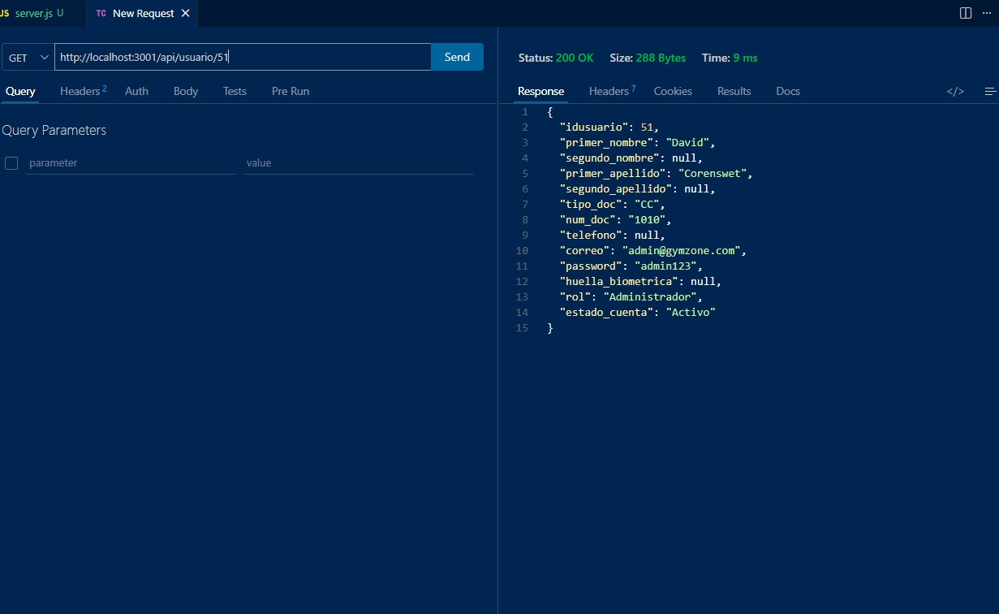 JS server.js U
TC New Request ✕
GET http://localhost:3001/api/usuario/51 Send
Query Headers 2 Auth Body Tests Pre Run
Query Parameters
parameter value
Status: 200 OK Size: 288 Bytes Time: 9 ms
Response Headers 7 Cookies Results Docs </>
1 {
2 "idusuario": 51,
3 "primer_nombre": "David",
4 "segundo_nombre": null,
5 "primer_apellido": "Corenswet",
6 "segundo_apellido": null,
7 "tipo_doc": "CC",
8 "num_doc": "1010",
9 "telefono": null,
10 "correo": "admin@gymzone.com",
11 "password": "admin123",
12 "huella_biometrica": null,
13 "rol": "Administrador",
14 "estado_cuenta": "Activo"
15 }